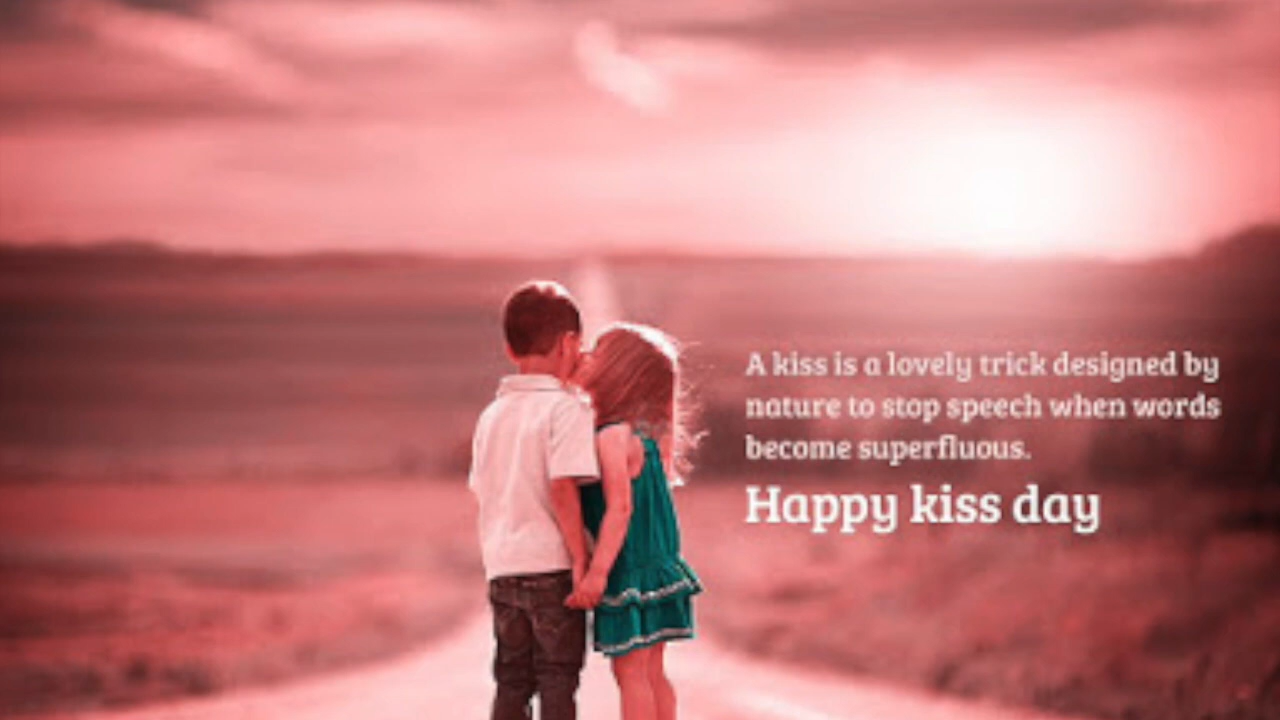 A kiss is a lovely trick designed by
nature to stop speech when words
become superfluous.
Happy kiss day